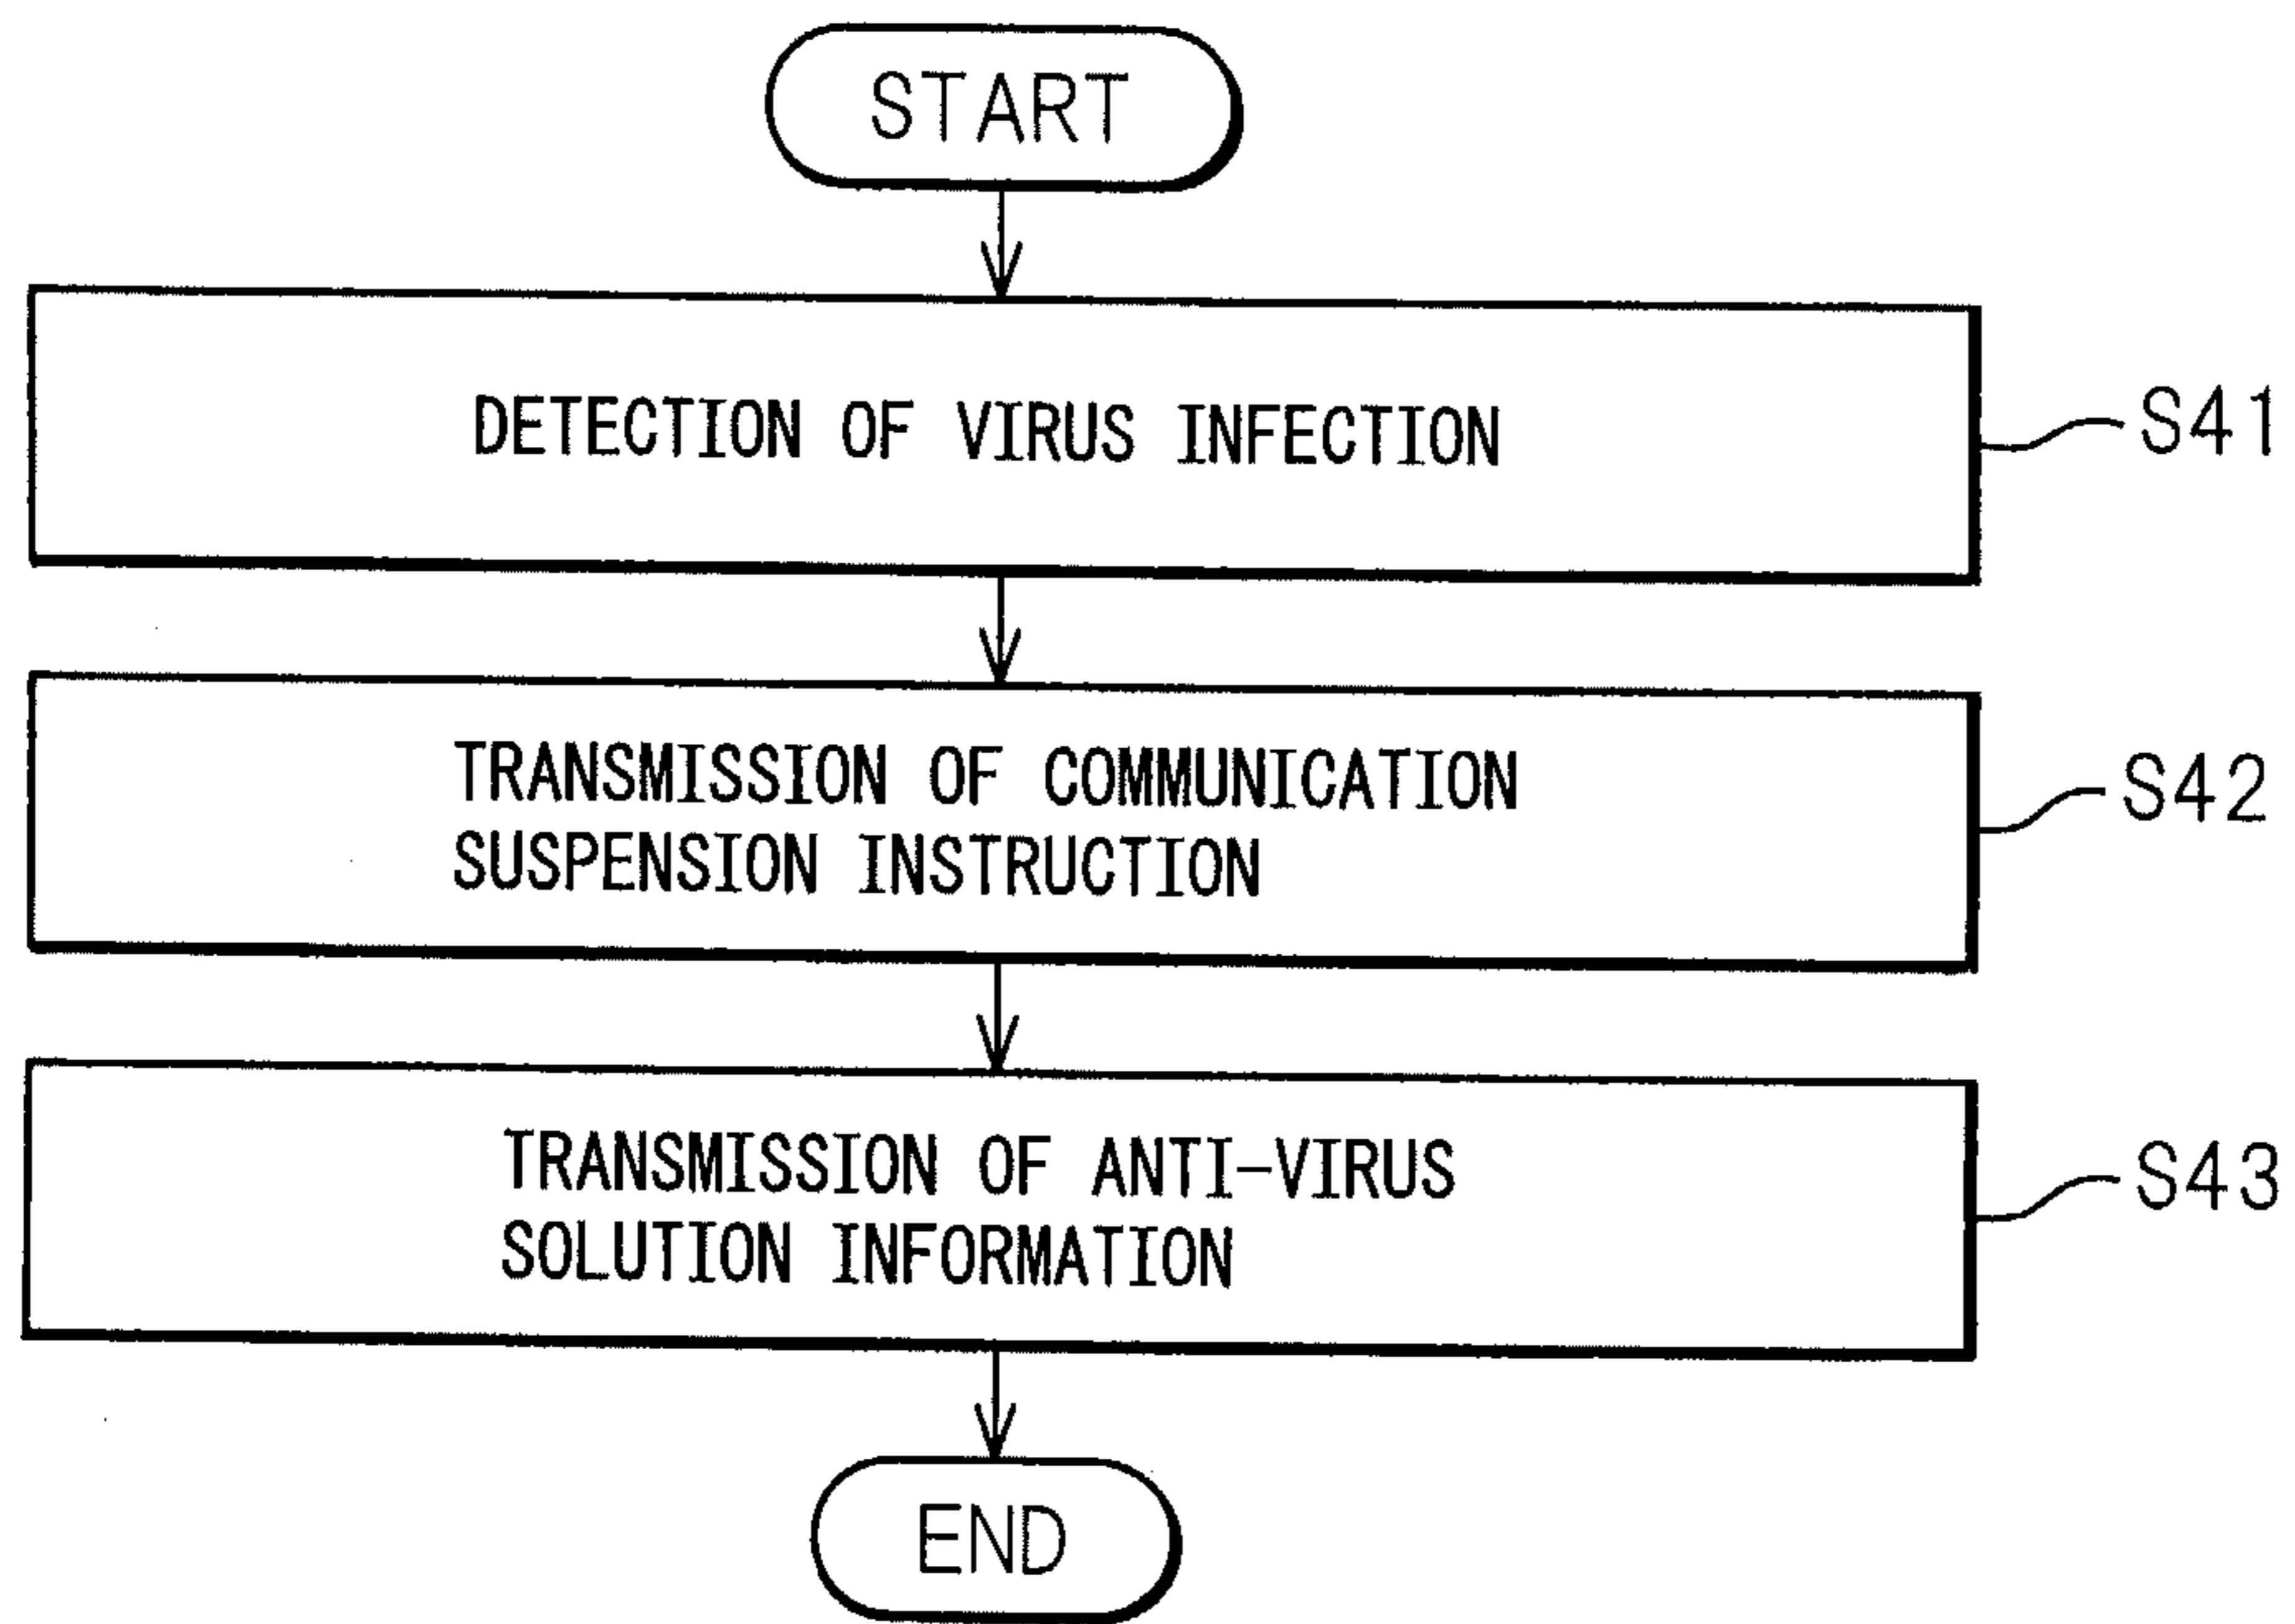 START
DETECTION OF VIRUS INFECTION
S41
TRANSMISSION OF COMMUNICATION
SUSPENSION INSTRUCTION
S42
TRANSMISSION OF ANTI-VIRUS
SOLUTION INFORMATION
S43
END